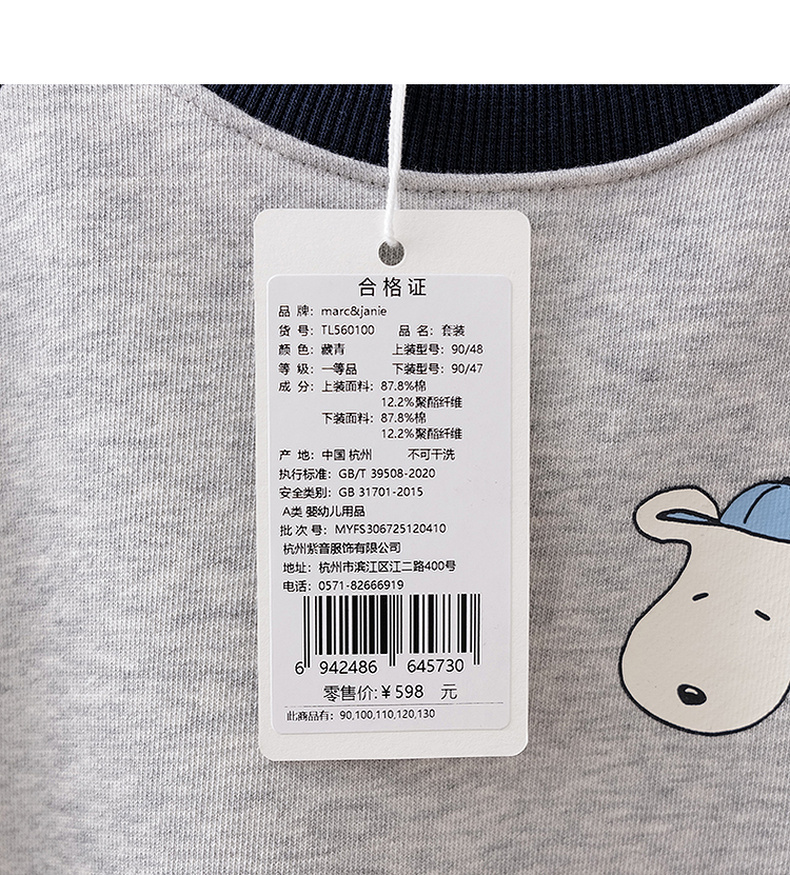 合格证
品 牌: marc&janie
货 号: TL560100 品 名: 套装
颜 色: 藏青 上装型号: 90/48
等 级: 一等品 下装型号: 90/47
成 分: 上装面料: 87.8%棉
12.2%聚酯纤维
下装面料: 87.8%棉
12.2%聚酯纤维
产 地: 中国 杭州 不可干洗
执行标准: GB/T 39508-2020
安全类别: GB 31701-2015
A类 婴幼儿用品
批 次 号: MYFS306725120410
杭州紫音服饰有限公司
地址: 杭州市滨江区江二路400号
电话: 0571-82666919
6 942486 645730
零售价:¥598 元
此商品有: 90,100,110,120,130